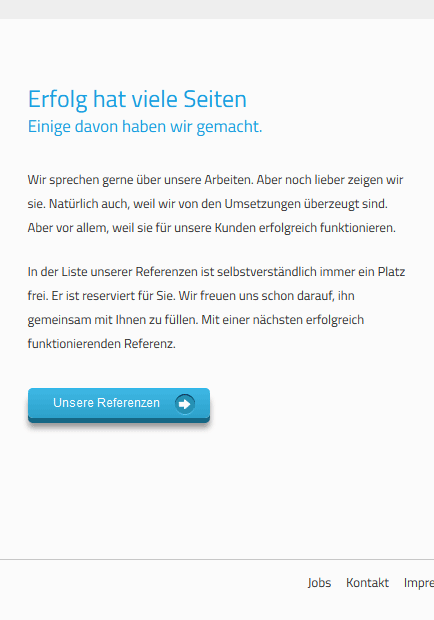 Erfolg hat viele Seiten
Einige davon haben wir gemacht.
Wir sprechen gerne über unsere Arbeiten. Aber noch lieber zeigen wir
sie. Natürlich auch, weil wir von den Umsetzungen überzeugt sind.
Aber vor allem, weil sie für unsere Kunden erfolgreich funktionieren.
In der Liste unserer Referenzen ist selbstverständlich immer ein Platz
frei. Er ist reserviert für Sie. Wir freuen uns schon darauf, ihn
gemeinsam mit Ihnen zu füllen. Mit einer nächsten erfolgreich
funktionierenden Referenz.
Unsere Referenzen
Jobs Kontakt Impre